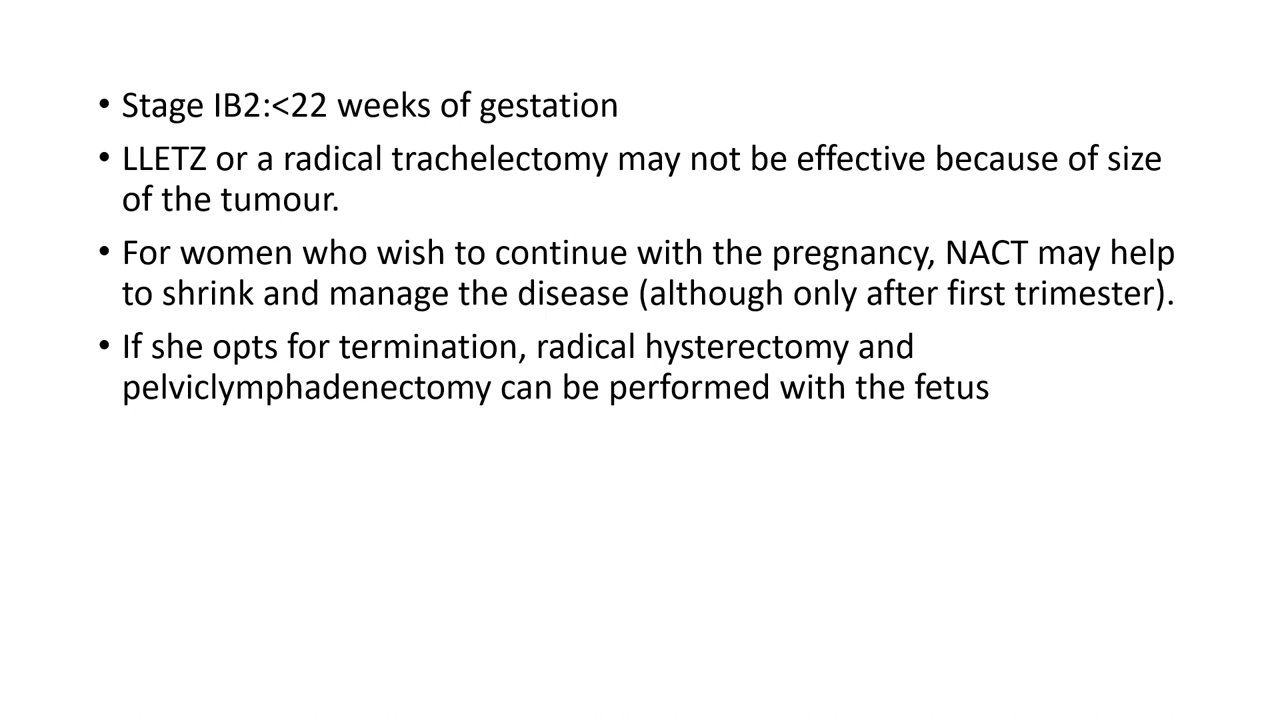 • Stage IB2:<22 weeks of gestation
• LLETZ or a radical trachelectomy may not be effective because of size
of the tumour.
• For women who wish to continue with the pregnancy, NACT may help
to shrink and manage the disease (although only after first trimester).
• If she opts for termination, radical hysterectomy and
pelviclymphadenectomy can be performed with the fetus